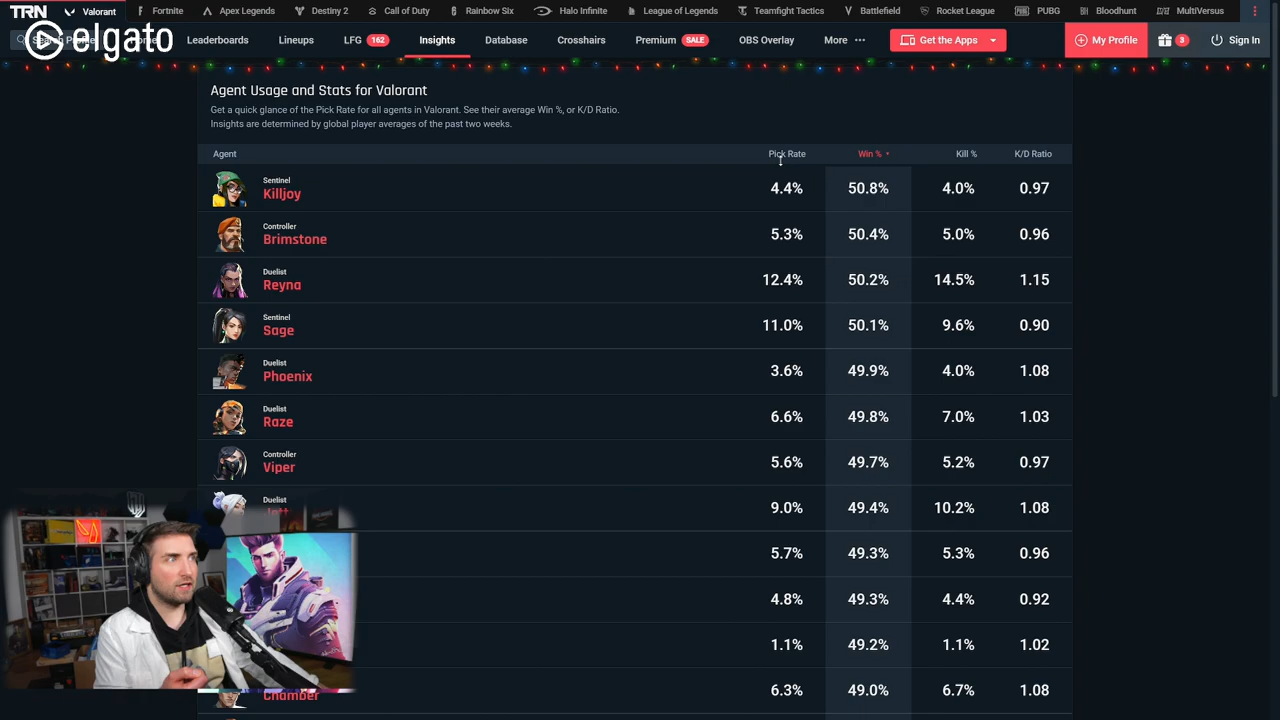 TRN Valorant Fortnite Apex Legends Destiny 2 Call of Duty Rainbow Six Halo Infinite League of Legends Teamfight Tactics Battlefield Rocket League PUBG Bloodhunt MultiVersus
elgato
Leaderboards Lineups LFG 162 Insights Database Crosshairs Premium SALE OBS Overlay More Get the Apps My Profile 3 Sign In
Agent Usage and Stats for Valorant
Get a quick glance of the Pick Rate for all agents in Valorant. See their average Win %, or K/D Ratio.
Insights are determined by global player averages of the past two weeks.
Agent Pick Rate Win % Kill % K/D Ratio
Sentinel
Killjoy 4.4% 50.8% 4.0% 0.97
Controller
Brimstone 5.3% 50.4% 5.0% 0.96
Duelist
Reyna 12.4% 50.2% 14.5% 1.15
Sentinel
Sage 11.0% 50.1% 9.6% 0.90
Duelist
Phoenix 3.6% 49.9% 4.0% 1.08
Duelist
Raze 6.6% 49.8% 7.0% 1.03
Controller
Viper 5.6% 49.7% 5.2% 0.97
Duelist
Jett 9.0% 49.4% 10.2% 1.08
5.7% 49.3% 5.3% 0.96
4.8% 49.3% 4.4% 0.92
1.1% 49.2% 1.1% 1.02
Chamber 6.3% 49.0% 6.7% 1.08